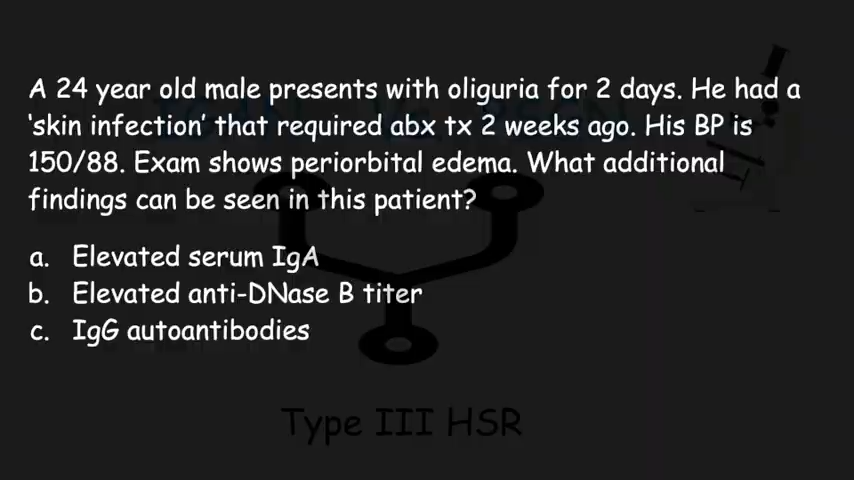 A 24 year old male presents with oliguria for 2 days. He had a
'skin infection' that required abx tx 2 weeks ago. His BP is
150/88. Exam shows periorbital edema. What additional
findings can be seen in this patient?
a. Elevated serum IgA
b. Elevated anti-DNase B titer
c. IgG autoantibodies
Type III HSR